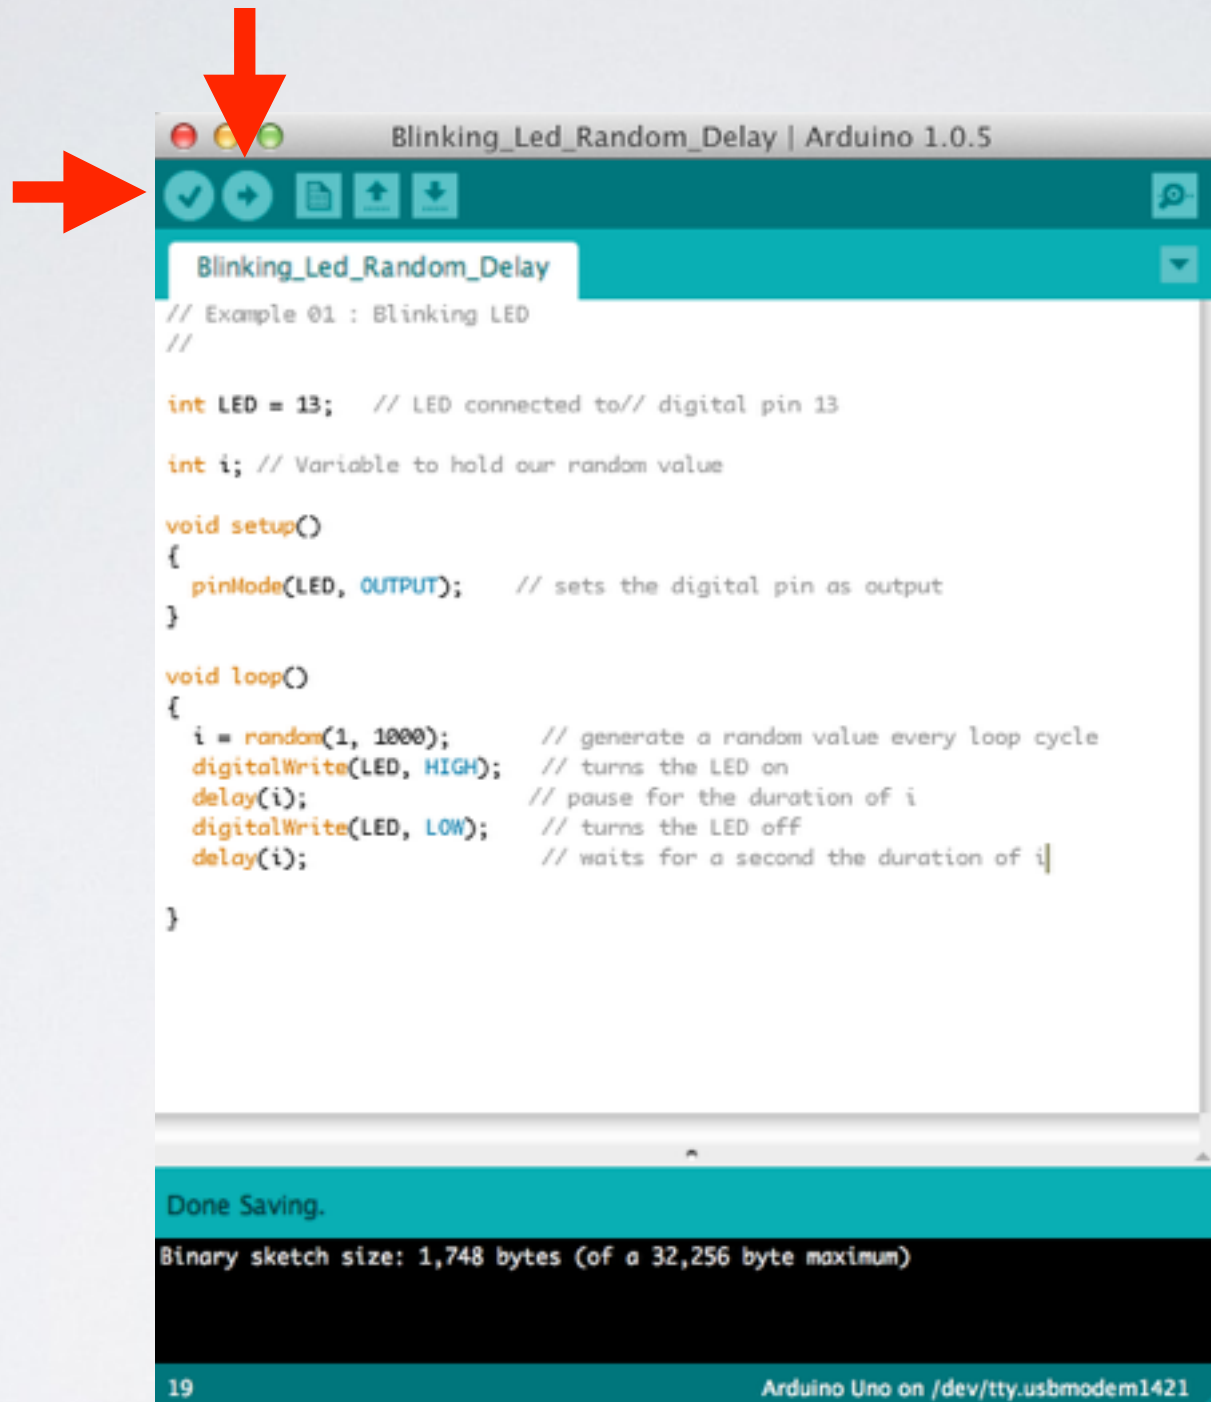 Blinking_Led_Random_Delay | Arduino 1.0.5
Blinking_Led_Random_Delay
// Example 01 : Blinking LED
//
int LED = 13;   // LED connected to// digital pin 13
int i; // Variable to hold our random value
void setup()
{
  pinMode(LED, OUTPUT);    // sets the digital pin as output
}
void loop()
{
  i = random(1, 1000);       // generate a random value every loop cycle
  digitalWrite(LED, HIGH);   // turns the LED on
  delay(i);                 // pause for the duration of i
  digitalWrite(LED, LOW);    // turns the LED off
  delay(i);                  // waits for a second the duration of i
}
Done Saving.
Binary sketch size: 1,748 bytes (of a 32,256 byte maximum)
19 Arduino Uno on /dev/tty.usbmodem1421